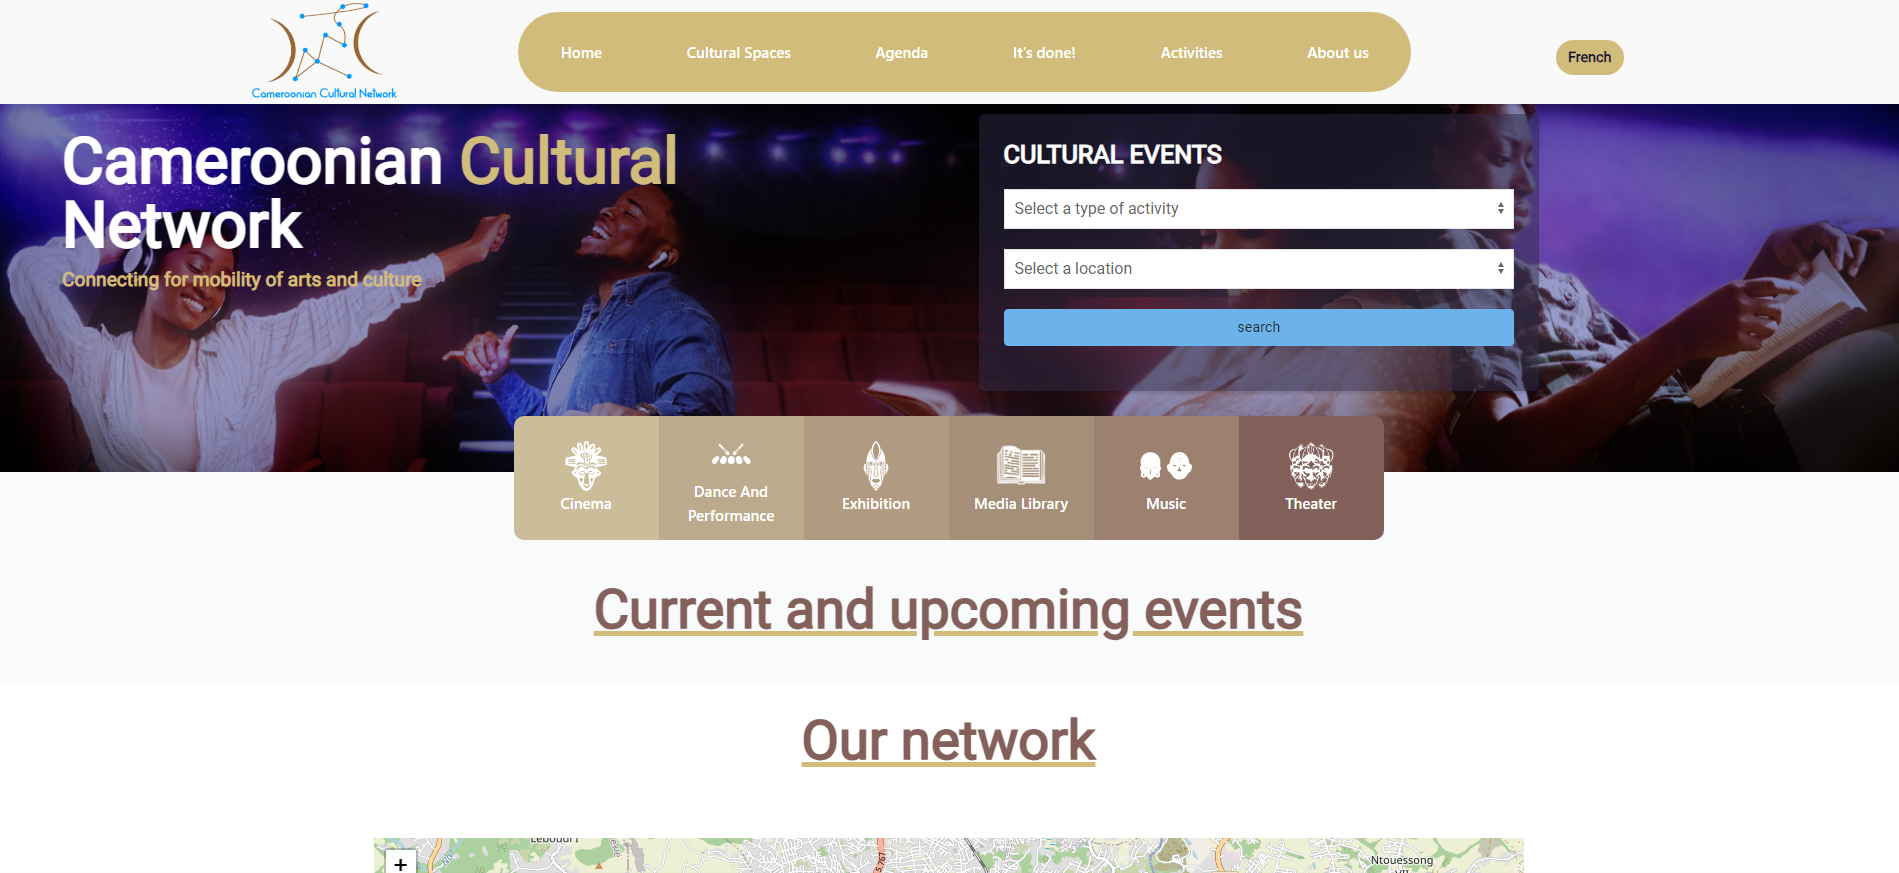 Cameroonian Cultural Network
Home
Cultural Spaces
Agenda
It's done!
Activities
About us
French
Cameroonian Cultural
Network
Connecting for mobility of arts and culture
CULTURAL EVENTS
Select a type of activity
Select a location
search
Cinema
Dance And
Performance
Exhibition
Media Library
Music
Theater
Current and upcoming events
Our network
+
Ntouessong